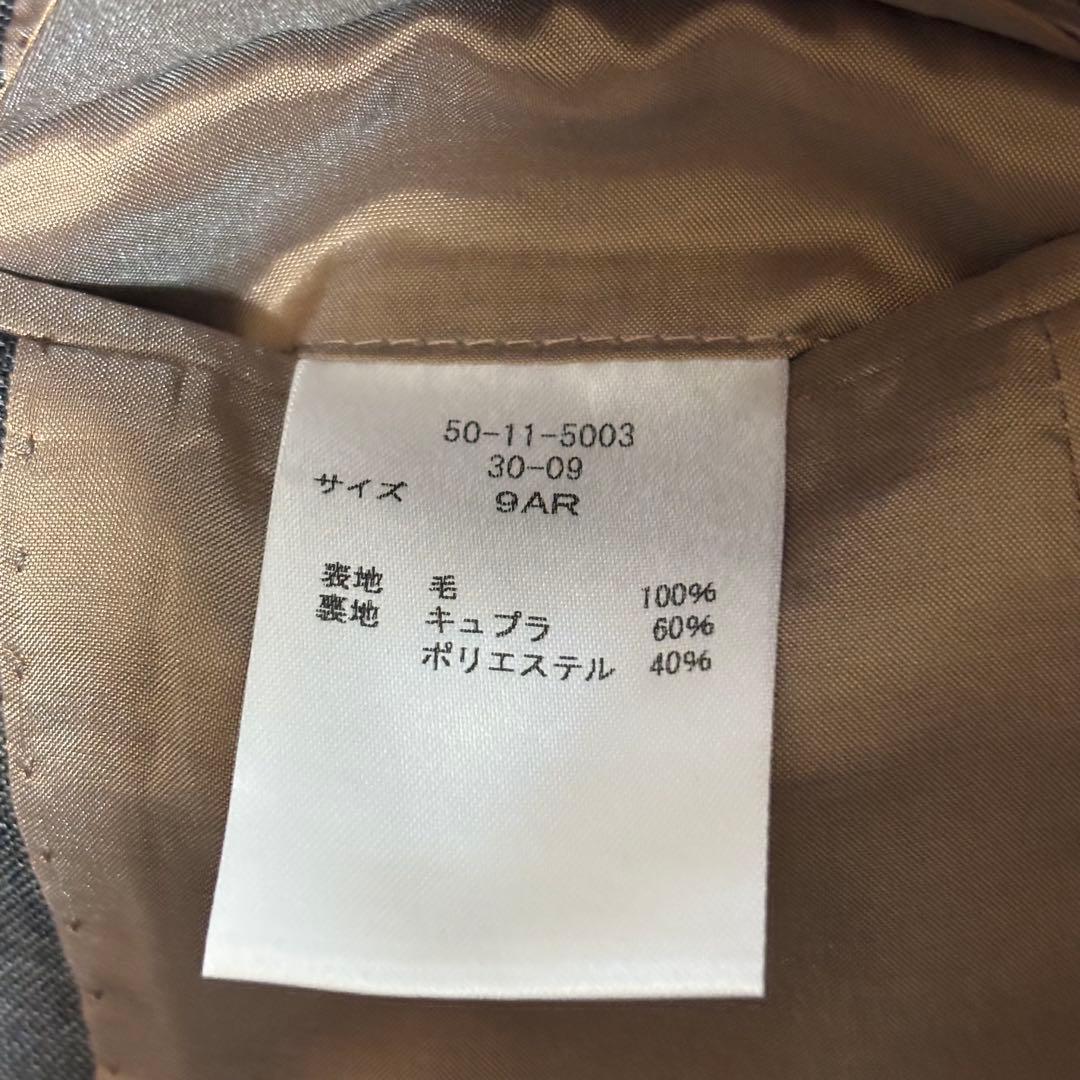 50-11-5003
30-09
サイズ 9AR
表地 毛 100%
裏地 キュプラ 60%
ポリエステル 40%